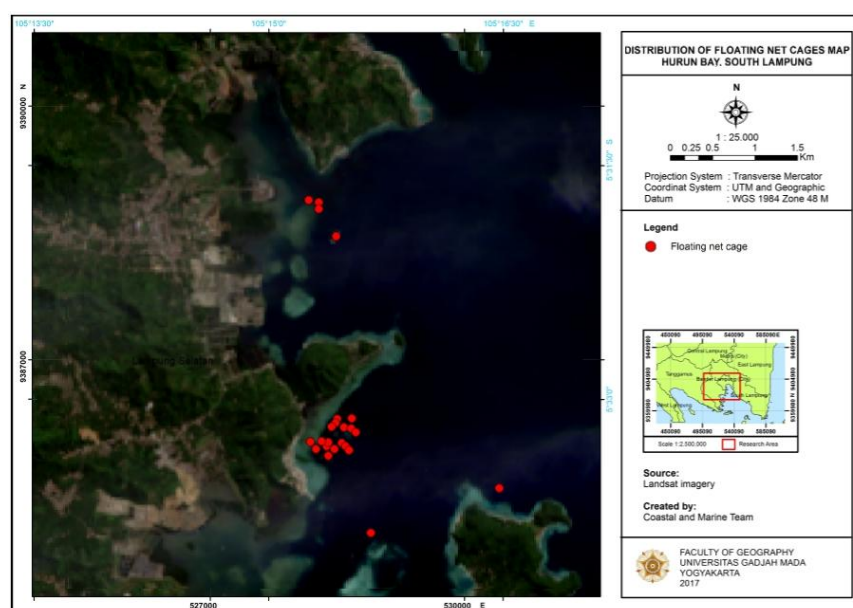 105°13'30"
105°15'0"
105°16'30" E
9390000 N
9387000
5°31'30" S
5°33'0"
Lampung Selatan
527000
530000 E
DISTRIBUTION OF FLOATING NET CAGES MAP
HURUN BAY. SOUTH LAMPUNG
N
1 : 25.000
0 0.25 0.5 1 1.5
Km
Projection System : Transverse Mercator
Coordinat System : UTM and Geographic
Datum : WGS 1984 Zone 48 M
Legend
Floating net cage
Central Lampung
East Lampung
Tanggamus
Bandar Lampung (City)
South Lampung
Scale 1:2.500.000 Research Area
Source:
Landsat imagery
Created by:
Coastal and Marine Team
FACULTY OF GEOGRAPHY
UNIVERSITAS GADJAH MADA
YOGYAKARTA
2017